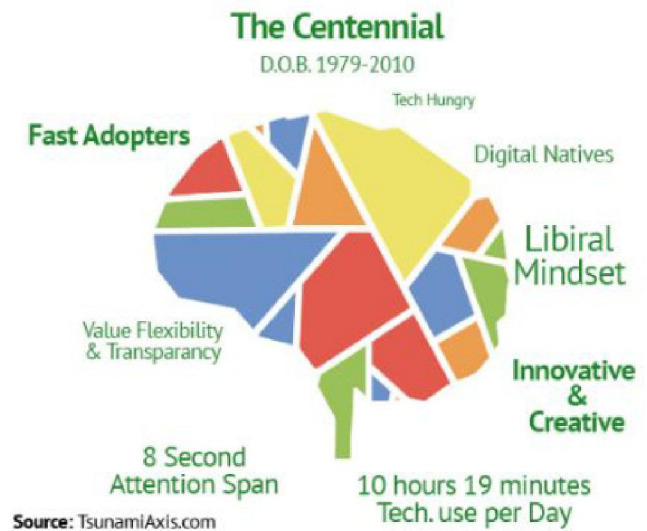 The Centennial
D.O.B. 1979-2010
Tech Hungry
Fast Adopters
Digital Natives
Libiral
Mindset
Value Flexibility
& Transparancy
Innovative
&
Creative
8 Second
Attention Span
10 hours 19 minutes
Tech. use per Day
Source: TsunamiAxis.com